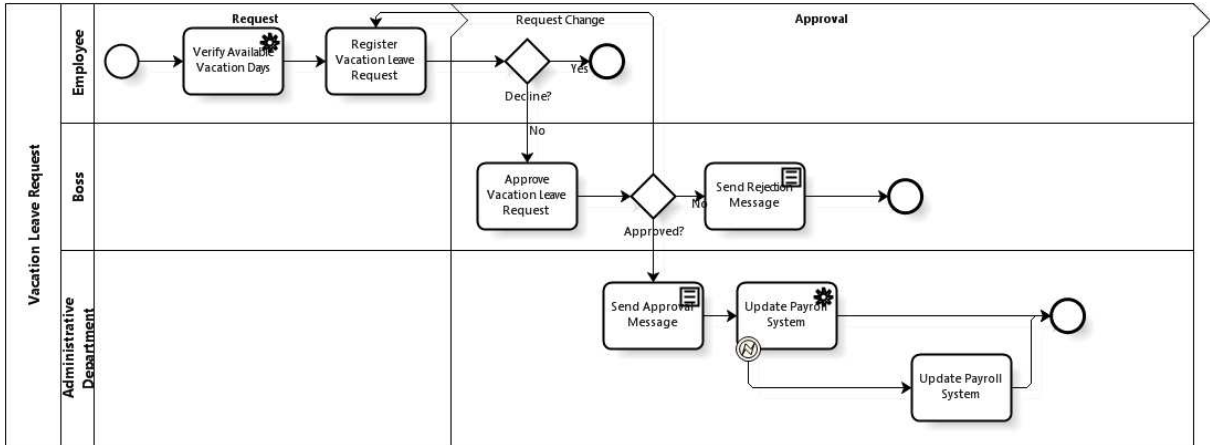 Vacation Leave Request
Request
Approval
Employee
Verify Available
Vacation Days
Register
Vacation Leave
Request
Request Change
Decline?
Yes
No
Boss
Approve
Vacation Leave
Request
Approved?
No
Send Rejection
Message
Administrative
Department
Send Approval
Message
Update Payroll
System
Update Payroll
System